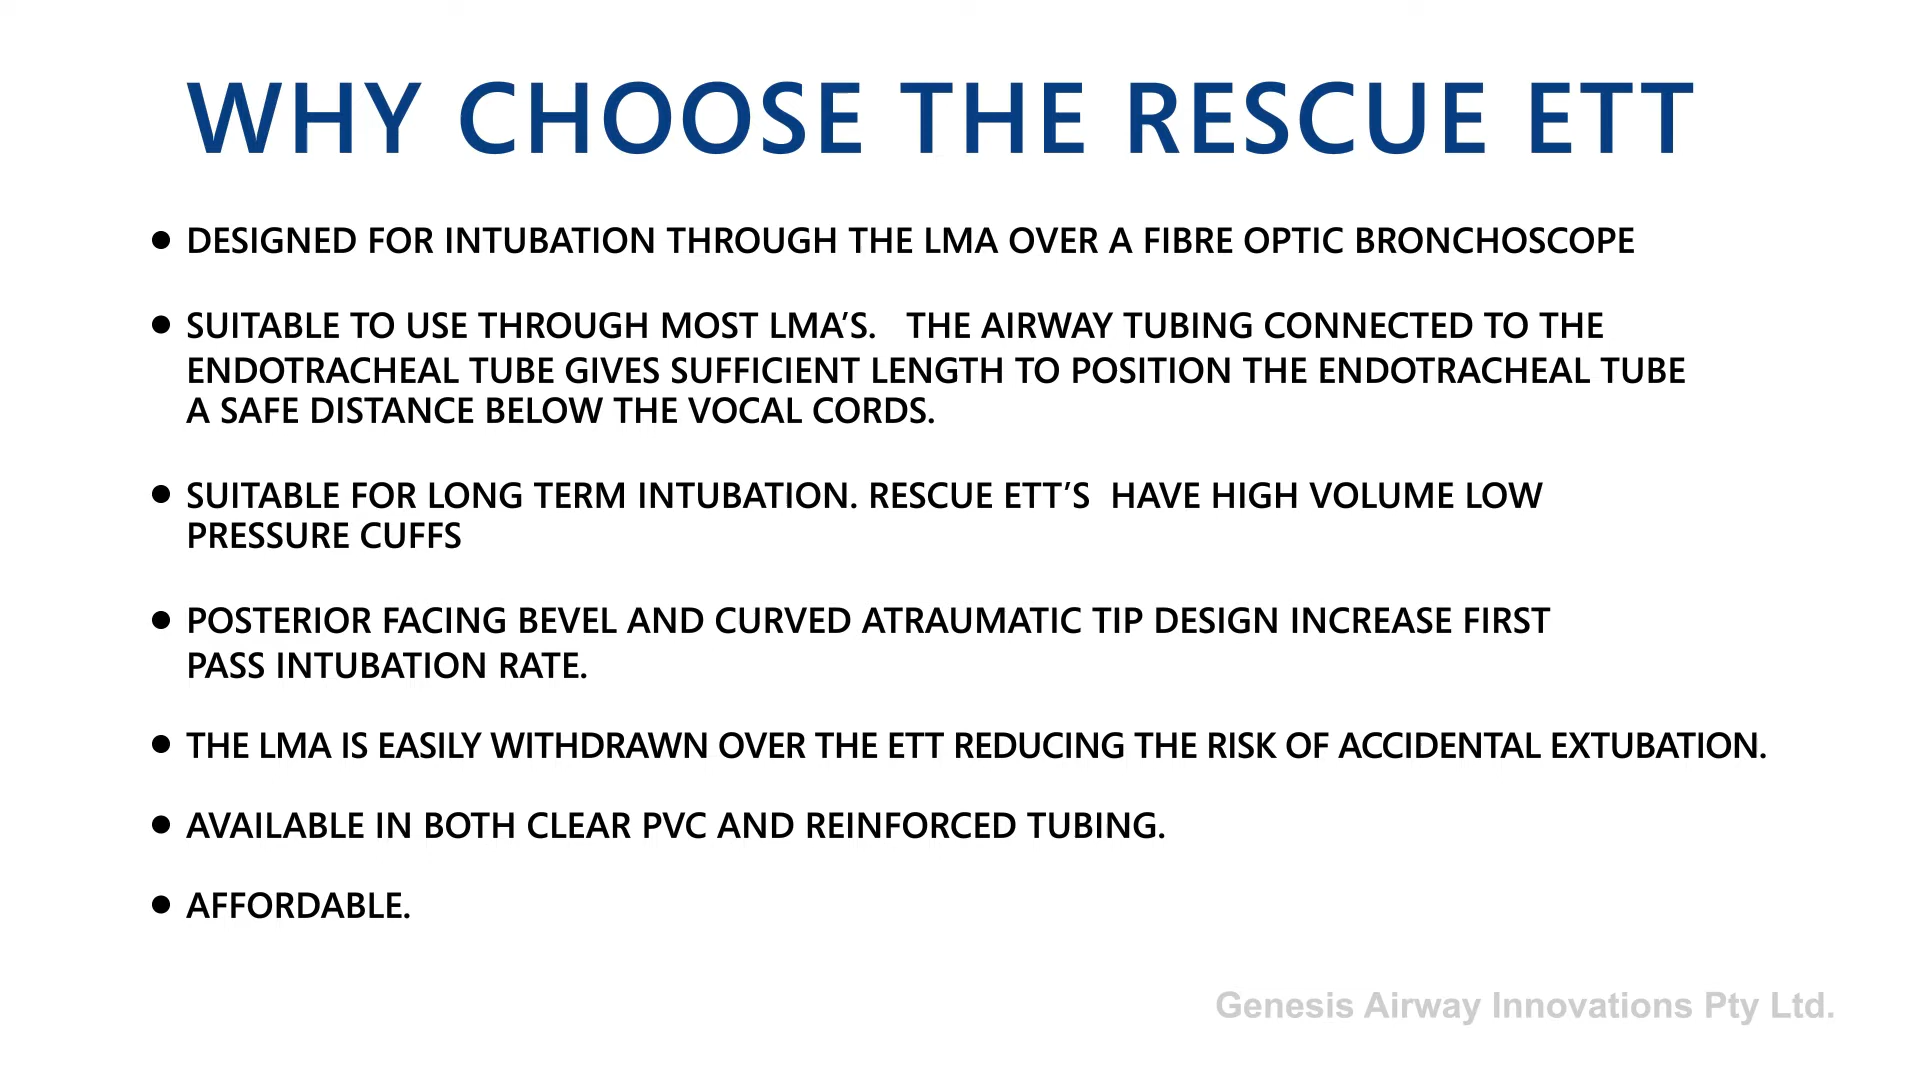 WHY CHOOSE THE RESCUE ETT
● DESIGNED FOR INTUBATION THROUGH THE LMA OVER A FIBRE OPTIC BRONCHOSCOPE
● SUITABLE TO USE THROUGH MOST LMA’S.   THE AIRWAY TUBING CONNECTED TO THE
ENDOTRACHEAL TUBE GIVES SUFFICIENT LENGTH TO POSITION THE ENDOTRACHEAL TUBE
A SAFE DISTANCE BELOW THE VOCAL CORDS.
● SUITABLE FOR LONG TERM INTUBATION. RESCUE ETT’S  HAVE HIGH VOLUME LOW
PRESSURE CUFFS
● POSTERIOR FACING BEVEL AND CURVED ATRAUMATIC TIP DESIGN INCREASE FIRST
PASS INTUBATION RATE.
● THE LMA IS EASILY WITHDRAWN OVER THE ETT REDUCING THE RISK OF ACCIDENTAL EXTUBATION.
● AVAILABLE IN BOTH CLEAR PVC AND REINFORCED TUBING.
● AFFORDABLE.
Genesis Airway Innovations Pty Ltd.